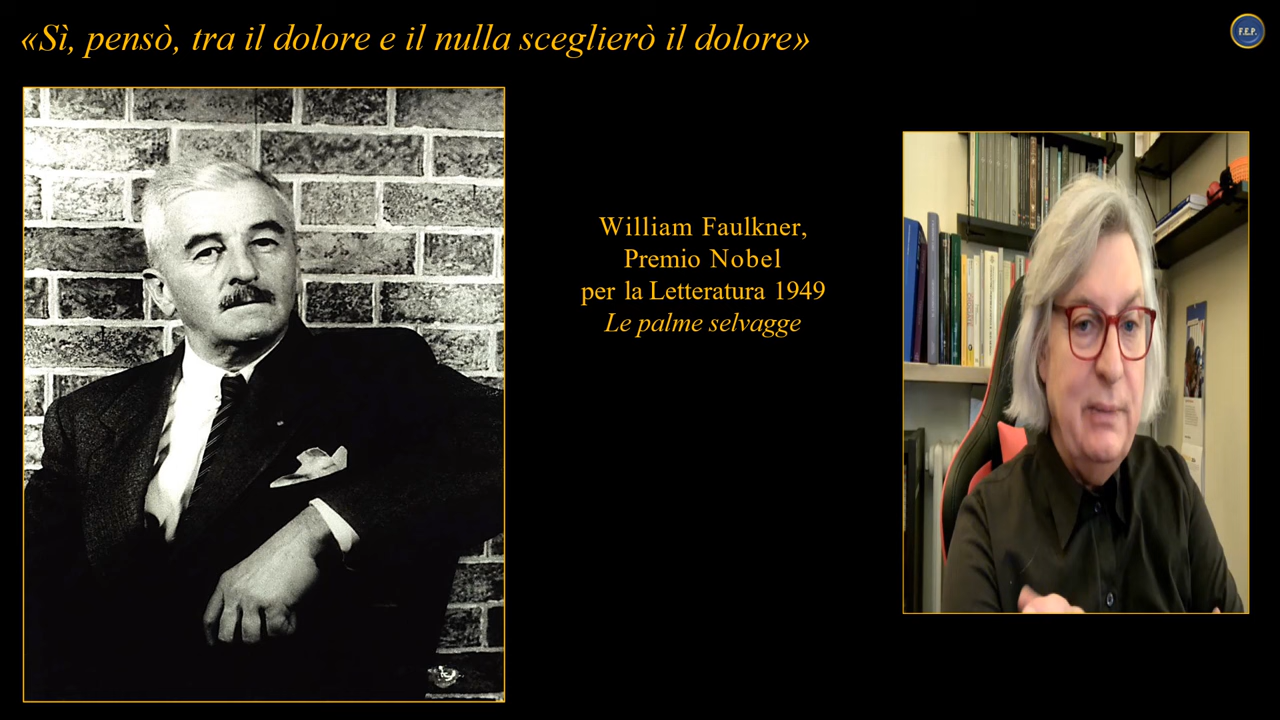 «Sì, pensò, tra il dolore e il nulla sceglierò il dolore»
F.E.P.
William Faulkner,
Premio Nobel
per la Letteratura 1949
Le palme selvagge